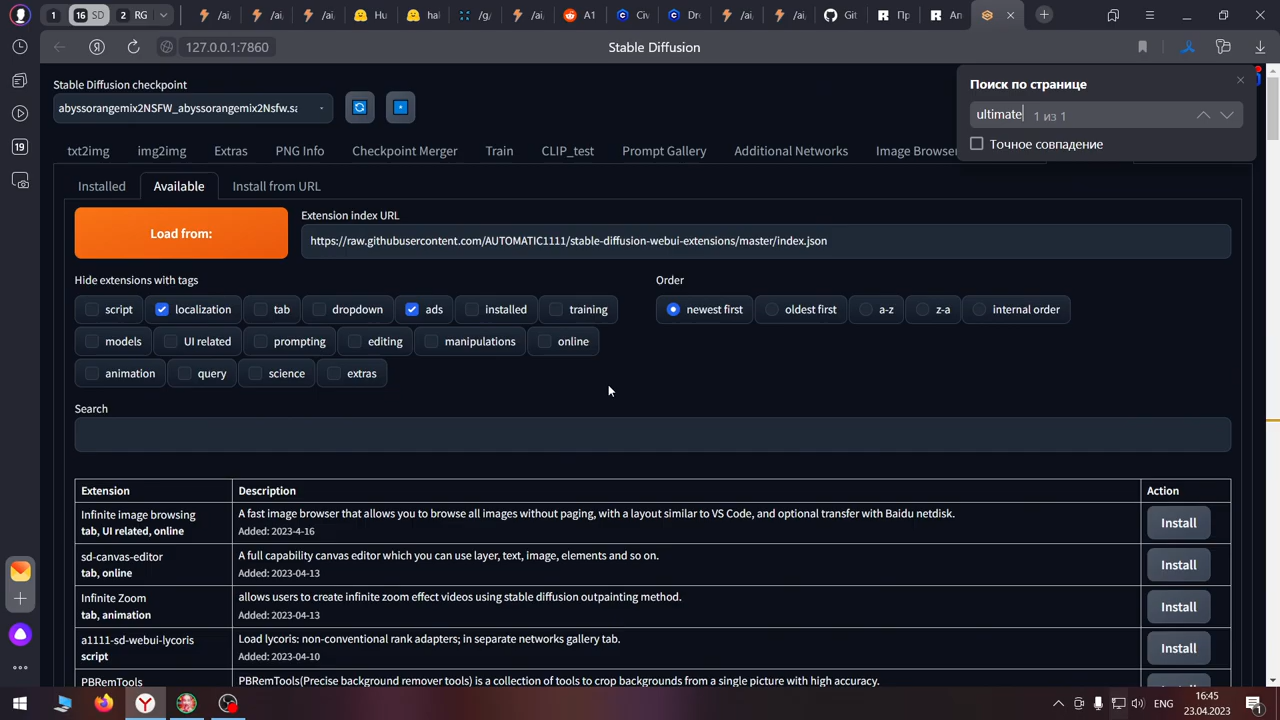 1
16 SD
2 RG
/ai,
/ai,
/ai,
Hu
hal
/g/
/ai,
A1
Civ
Dre
/ai,
/ai,
Git
Пр
An
127.0.0.1:7860
Stable Diffusion
Stable Diffusion checkpoint
abyssorangemix2NSFW_abyssorangemix2Nsfw.sa
Поиск по странице
ultimate 1 из 1
Точное совпадение
txt2img img2img Extras PNG Info Checkpoint Merger Train CLIP_test Prompt Gallery Additional Networks Image Browser
Installed Available Install from URL
Load from:
Extension index URL
https://raw.githubusercontent.com/AUTOMATIC1111/stable-diffusion-webui-extensions/master/index.json
Hide extensions with tags
script localization tab dropdown ads installed training
models UI related prompting editing manipulations online
animation query science extras
Order
newest first oldest first a-z z-a internal order
Search
Extension Description Action
Infinite image browsing
tab, UI related, online
A fast image browser that allows you to browse all images without paging, with a layout similar to VS Code, and optional transfer with Baidu netdisk.
Added: 2023-4-16
Install
sd-canvas-editor
tab, online
A full capability canvas editor which you can use layer, text, image, elements and so on.
Added: 2023-04-13
Install
Infinite Zoom
tab, animation
allows users to create infinite zoom effect videos using stable diffusion outpainting method.
Added: 2023-04-13
Install
a1111-sd-webui-lycoris
script
Load lycoris: non-conventional rank adapters; in separate networks gallery tab.
Added: 2023-04-10
Install
PBRemTools
PBRemTools(Precise background remover tools) is a collection of tools to crop backgrounds from a single picture with high accuracy.
19
ENG
16:45
23.04.2023
1